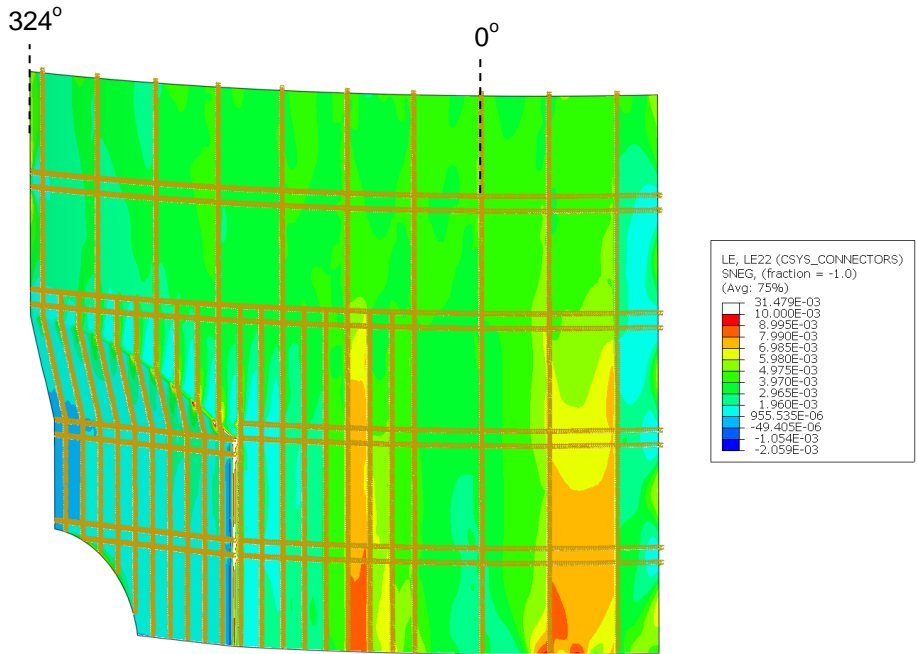 324°
0°
LE, LE22 (CSYS_CONNECTORS)
SNEG, (fraction = -1.0)
(Avg: 75%)
31.479E-03
10.000E-03
8.995E-03
7.990E-03
6.985E-03
5.980E-03
4.975E-03
3.970E-03
2.965E-03
1.960E-03
955.535E-06
-49.405E-06
-1.054E-03
-2.059E-03